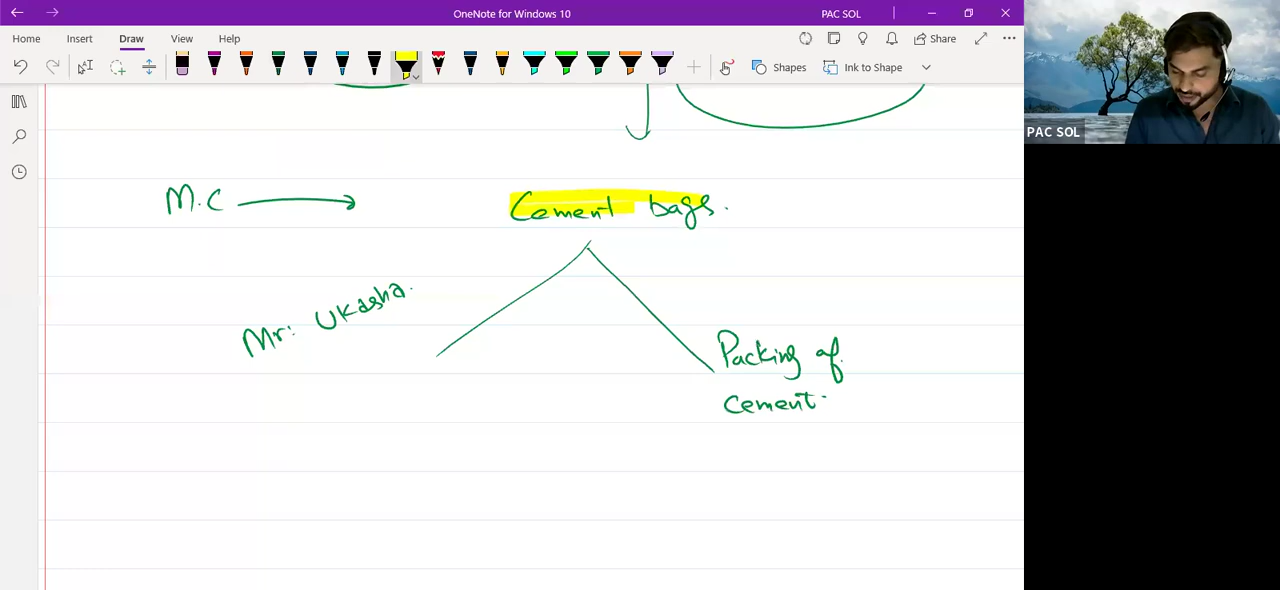 OneNote for Windows 10
PAC SOL
Home Insert Draw View Help
Share
Shapes
Ink to Shape
PAC SOL
M.C
Cement bags.
Mr: Ukasha.
Packing of
cement.